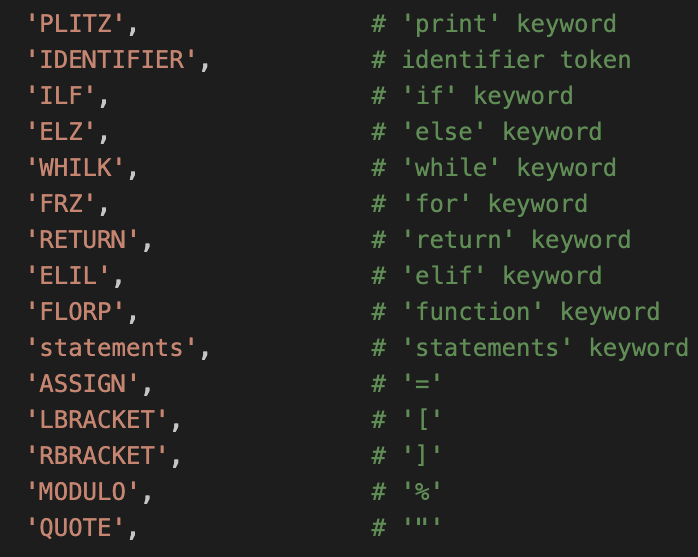 'PLITZ',                # 'print' keyword
'IDENTIFIER',           # identifier token
'ILF',                  # 'if' keyword
'ELZ',                  # 'else' keyword
'WHILK',                # 'while' keyword
'FRZ',                  # 'for' keyword
'RETURN',               # 'return' keyword
'ELIL',                 # 'elif' keyword
'FLORP',                # 'function' keyword
'statements',           # 'statements' keyword
'ASSIGN',               # '='
'LBRACKET',             # '['
'RBRACKET',             # ']'
'MODULO',               # '%'
'QUOTE',                # '"'